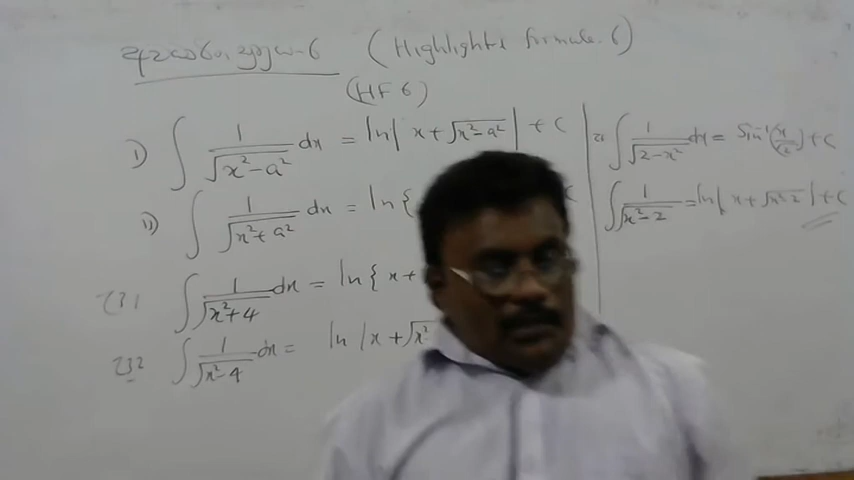 (Highlights formula. 6)
(HF 6)
i) ∫ 1/√(x²-a²) dx = ln| x + √(x²-a²) | + C
ii) ∫ 1/√(x²+a²) dx = ln{
∫ 1/√(x²+4) dx = ln{ x +
∫ 1/√(x²-4) dx = ln |x + √x²
∫ 1/√(2-x²) dx = Sin⁻¹(x/√2) + C
∫ 1/√(x²-2) = ln| x + √(x²-2) | + C